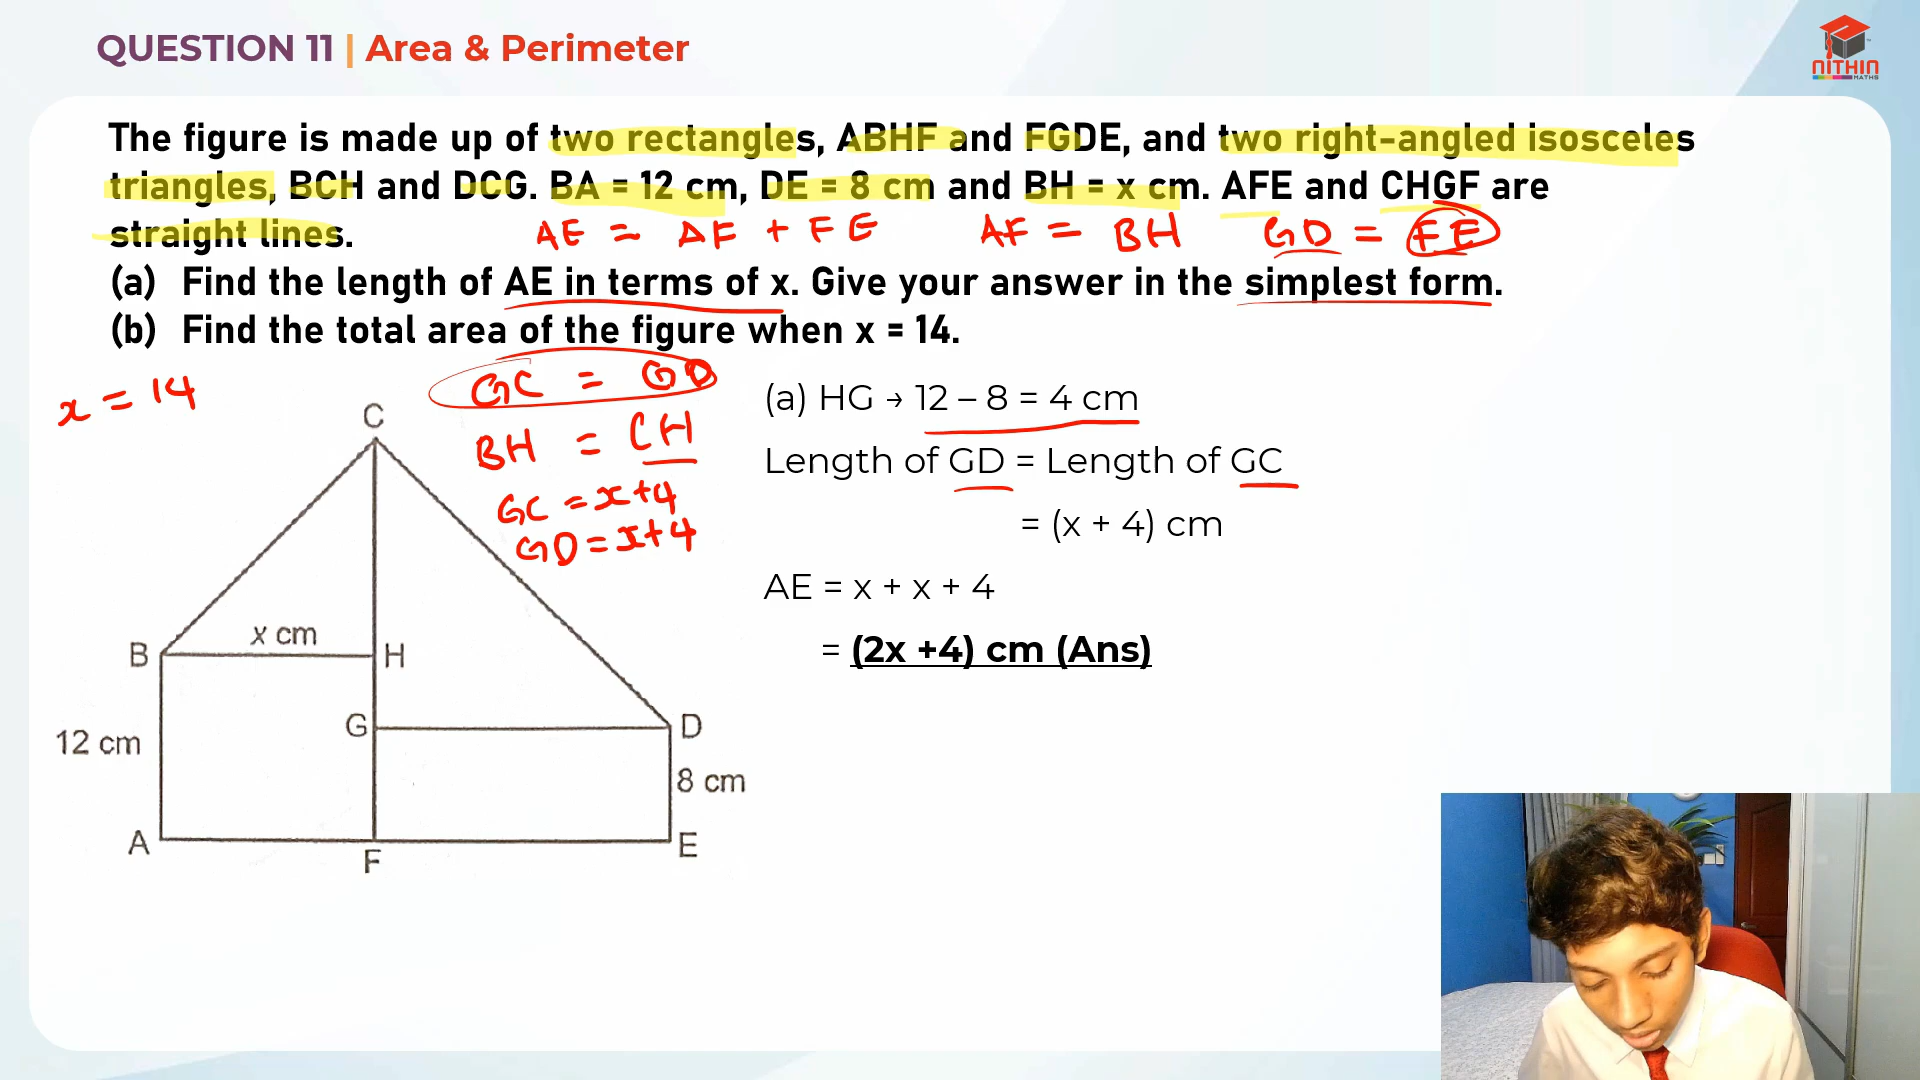 QUESTION 11 | Area & Perimeter
NITHIN
MATHS
The figure is made up of two rectangles, ABHF and FGDE, and two right-angled isosceles
triangles, BCH and DCG. BA = 12 cm, DE = 8 cm and BH = x cm. AFE and CHGF are
straight lines.
AE = AF + FE AF = BH GD = FE
(a) Find the length of AE in terms of x. Give your answer in the simplest form.
(b) Find the total area of the figure when x = 14.
x = 14
GC = GD
BH = CH
GC = x+4
GD = x+4
(a) HG → 12 – 8 = 4 cm
Length of GD = Length of GC
= (x + 4) cm
AE = x + x + 4
= (2x +4) cm (Ans)
C
B
x cm
H
G
D
12 cm
8 cm
A
F
E